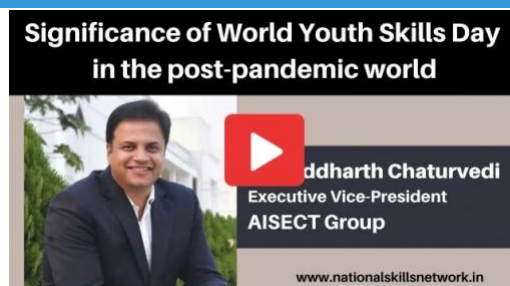 Significance of World Youth Skills Day
in the post-pandemic world
ddharth Chaturvedi
Executive Vice-President
AISECT Group
www.nationalskillsnetwork.in